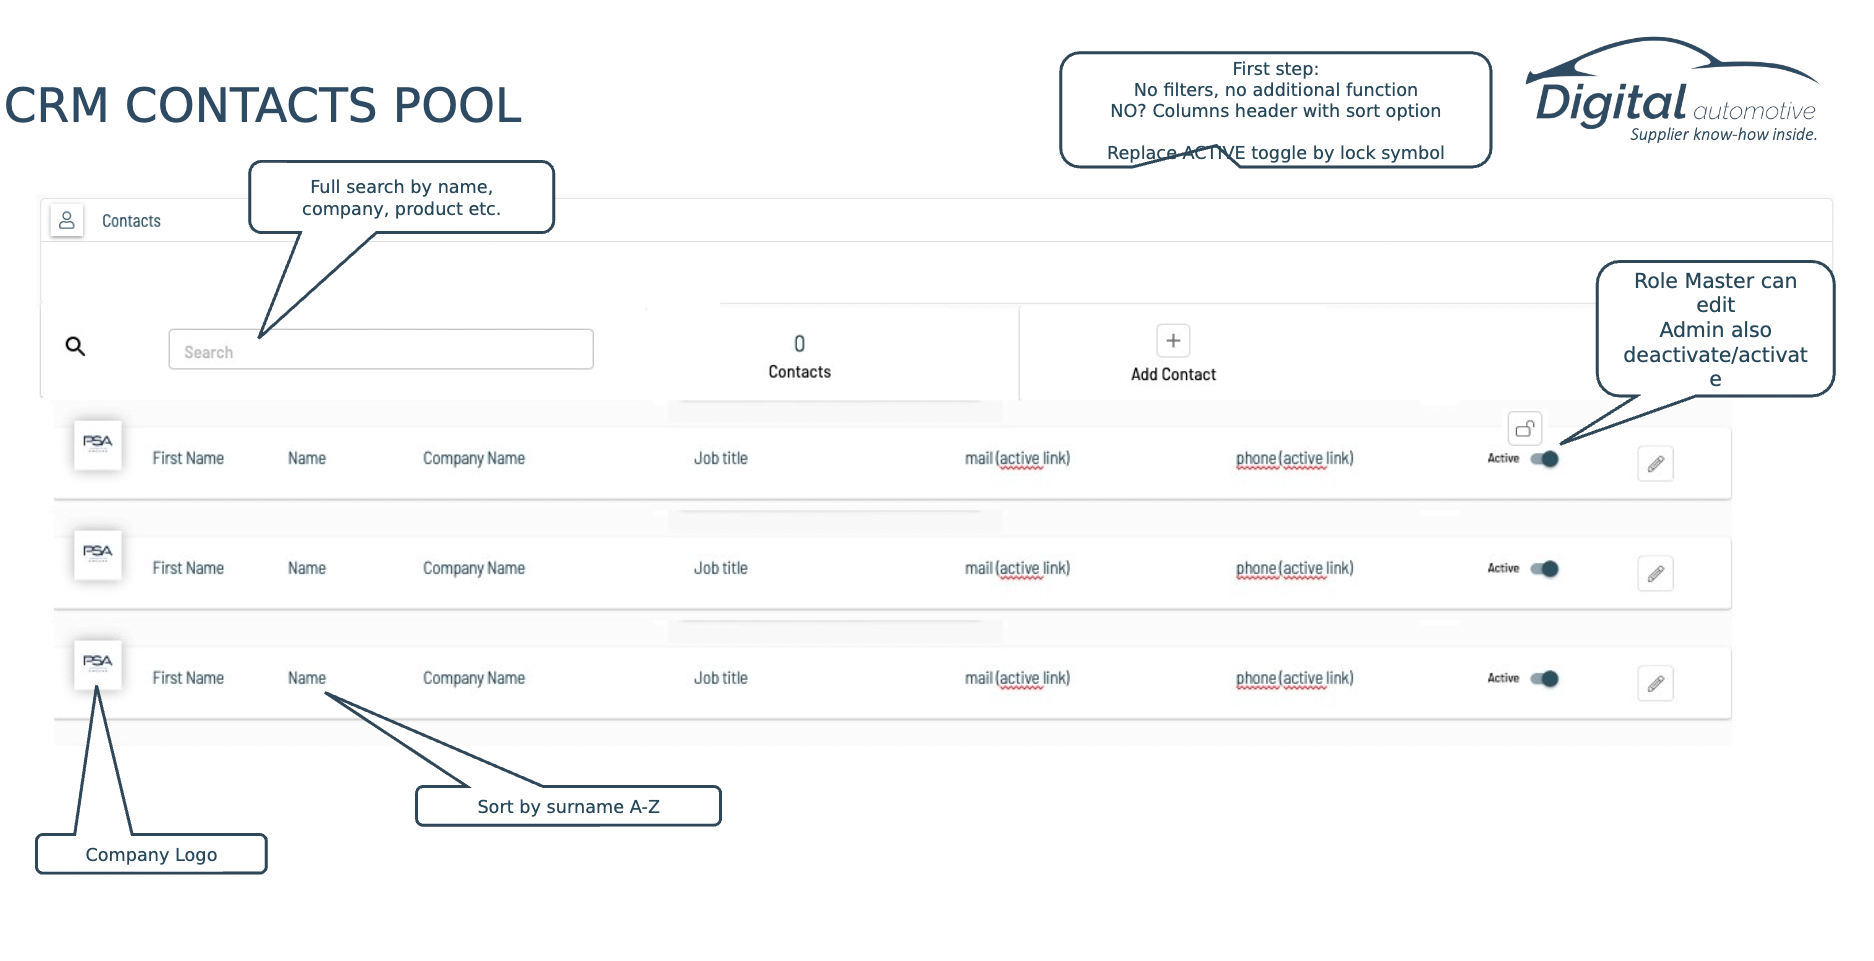 CRM CONTACTS POOL
First step:
No filters, no additional function
NO? Columns header with sort option
Replace ACTIVE toggle by lock symbol
Digital automotive
Supplier know-how inside.
Full search by name,
company, product etc.
Contacts
Role Master can
edit
Admin also
deactivate/activat
e
Search
0
Contacts
Add Contact
PSA
First Name Name Company Name Job title mail (active link) phone (active link) Active
PSA
First Name Name Company Name Job title mail (active link) phone (active link) Active
PSA
First Name Name Company Name Job title mail (active link) phone (active link) Active
Sort by surname A-Z
Company Logo